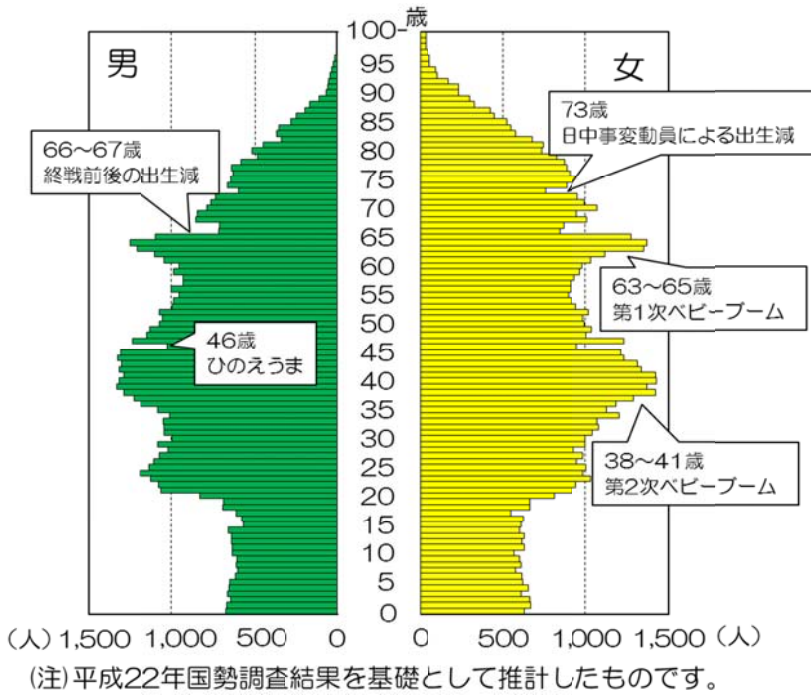 歳
男
女
100
95
90
85
80
75
70
65
60
55
50
45
40
35
30
25
20
15
10
5
0
66～67歳
終戦前後の出生減
73歳
日中事変動員による出生減
63～65歳
第1次ベビーブーム
46歳
ひのえうま
38～41歳
第2次ベビーブーム
（人）1,500 1,000 500 0 0 500 1,000 1,500（人）
(注)平成22年国勢調査結果を基礎として推計したものです。